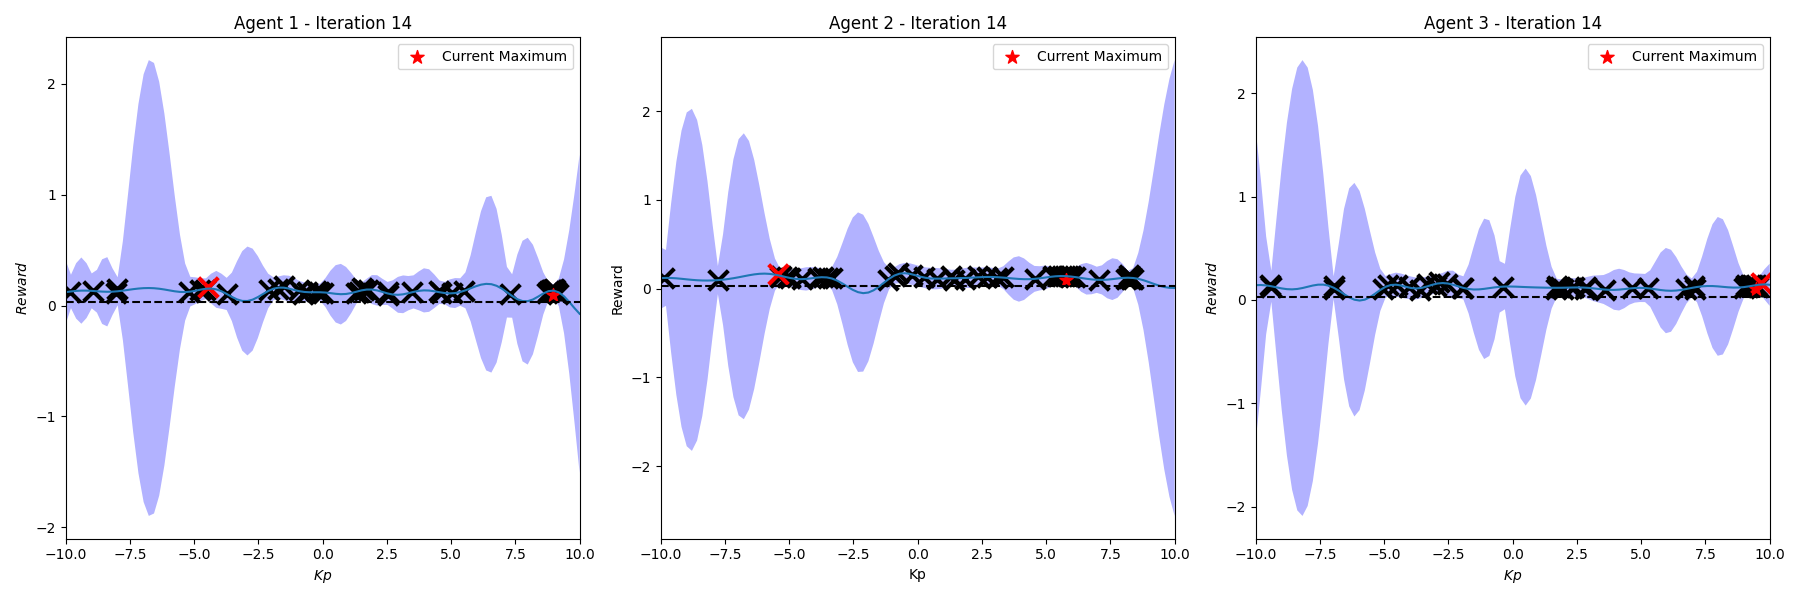 Agent 1 - Iteration 14
Current Maximum
Reward
2
1
0
−1
−2
−10.0 −7.5 −5.0 −2.5 0.0 2.5 5.0 7.5 10.0
Kp
Agent 2 - Iteration 14
Current Maximum
Reward
2
1
0
−1
−2
−10.0 −7.5 −5.0 −2.5 0.0 2.5 5.0 7.5 10.0
Kp
Agent 3 - Iteration 14
Current Maximum
Reward
2
1
0
−1
−2
−10.0 −7.5 −5.0 −2.5 0.0 2.5 5.0 7.5 10.0
Kp